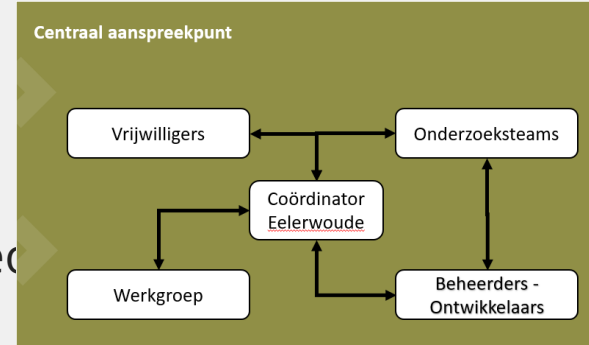 Centraal aanspreekpunt
Vrijwilligers
Onderzoeksteams
Coördinator
Eelerwoude
Werkgroep
Beheerders -
Ontwikkelaars